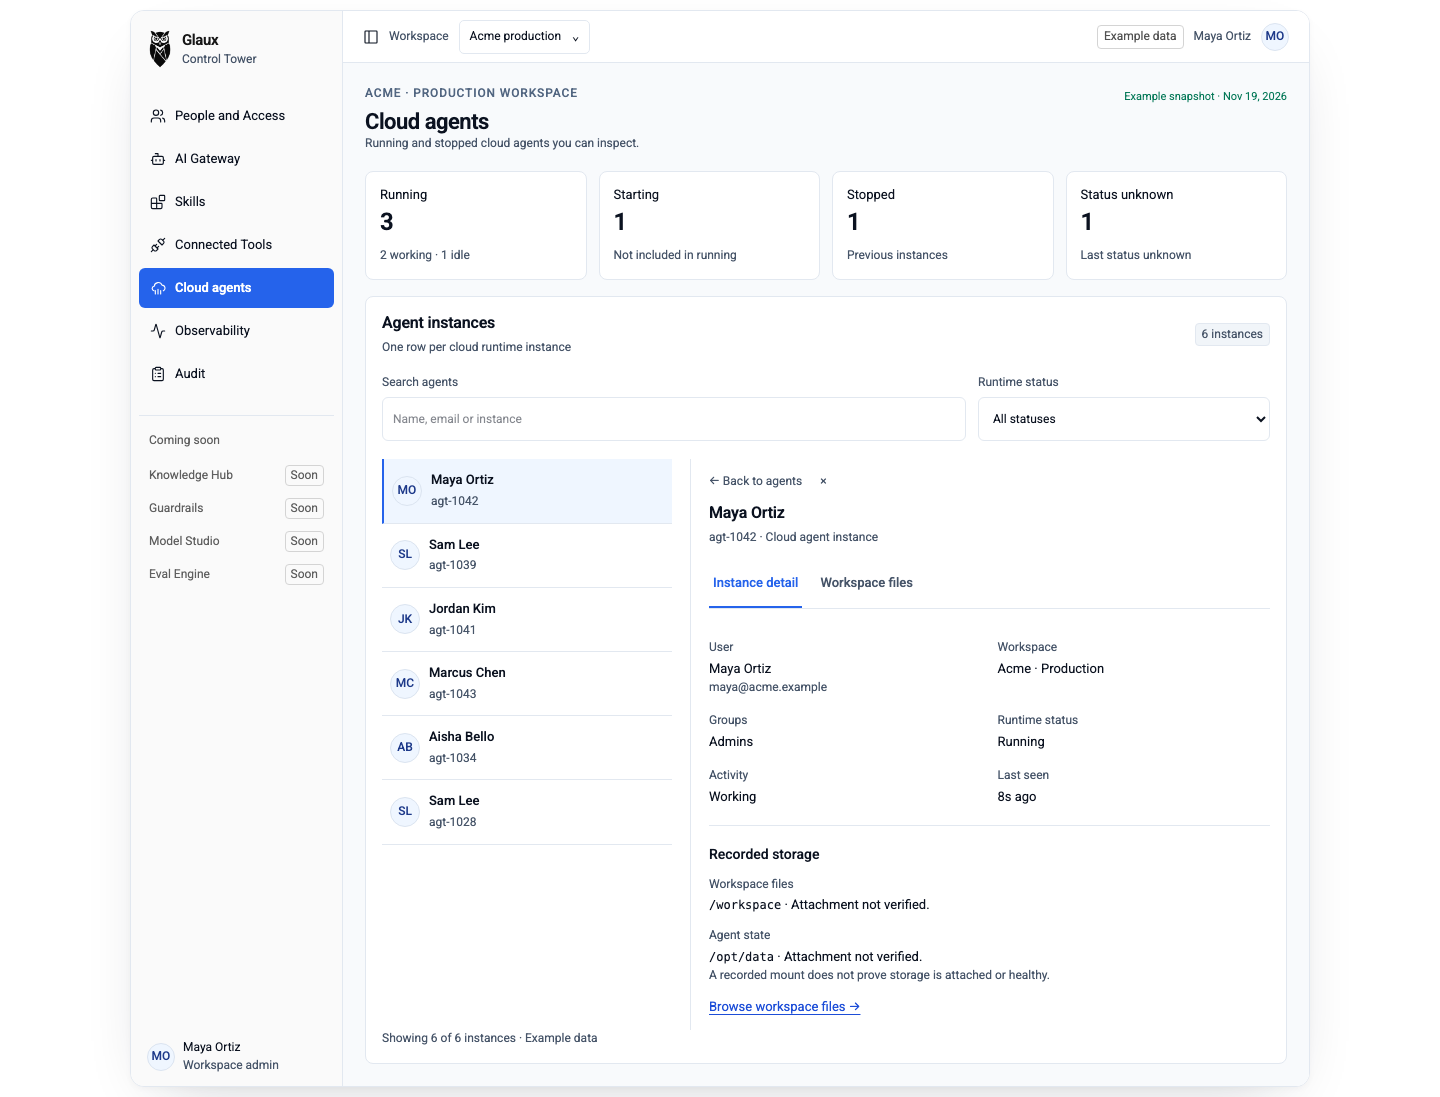 Glaux
Control Tower
People and Access
AI Gateway
Skills
Connected Tools
Cloud agents
Observability
Audit
Coming soon
Knowledge Hub Soon
Guardrails Soon
Model Studio Soon
Eval Engine Soon
MO Maya Ortiz
Workspace admin
Workspace Acme production
Example data Maya Ortiz MO
ACME · PRODUCTION WORKSPACE
Example snapshot · Nov 19, 2026
Cloud agents
Running and stopped cloud agents you can inspect.
Running
3
2 working · 1 idle
Starting
1
Not included in running
Stopped
1
Previous instances
Status unknown
1
Last status unknown
Agent instances
One row per cloud runtime instance
6 instances
Search agents
Name, email or instance
Runtime status
All statuses
MO Maya Ortiz
agt-1042
SL Sam Lee
agt-1039
JK Jordan Kim
agt-1041
MC Marcus Chen
agt-1043
AB Aisha Bello
agt-1034
SL Sam Lee
agt-1028
← Back to agents ×
Maya Ortiz
agt-1042 · Cloud agent instance
Instance detail Workspace files
User
Maya Ortiz
maya@acme.example
Workspace
Acme · Production
Groups
Admins
Runtime status
Running
Activity
Working
Last seen
8s ago
Recorded storage
Workspace files
/workspace · Attachment not verified.
Agent state
/opt/data · Attachment not verified.
A recorded mount does not prove storage is attached or healthy.
Browse workspace files →
Showing 6 of 6 instances · Example data